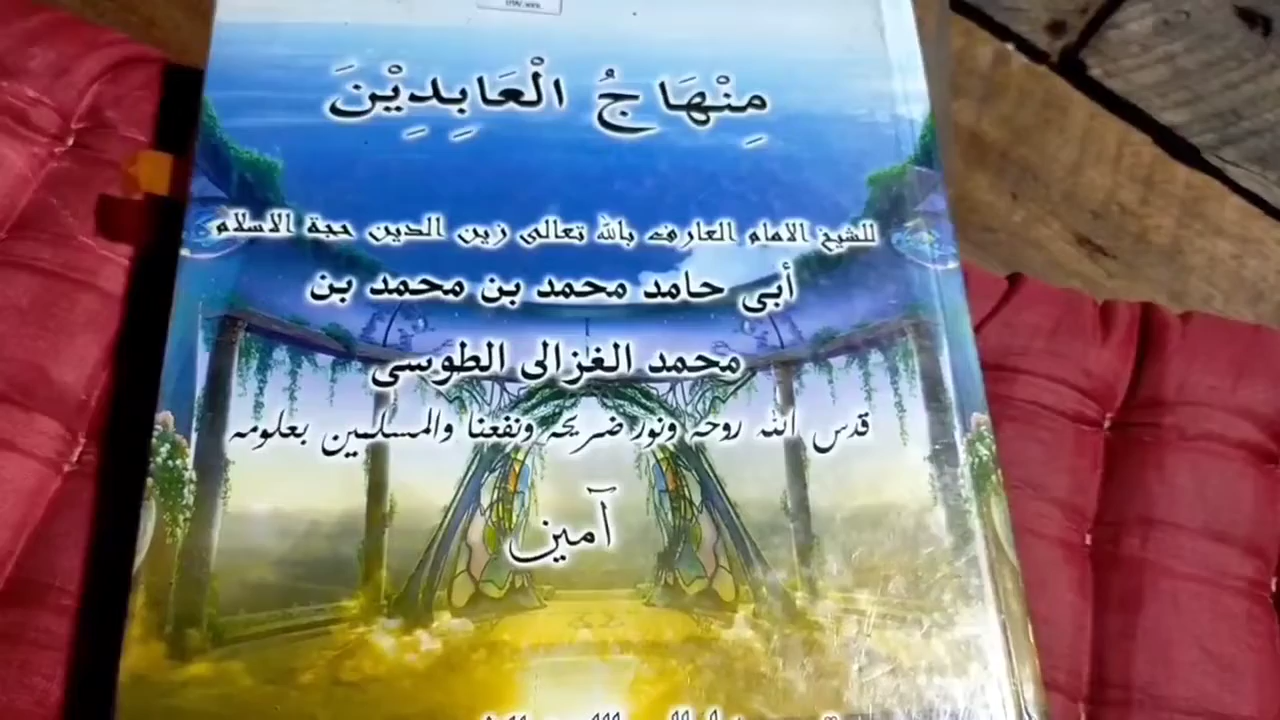 مِنْهَاجُ الْعَابِدِيْنَ
للشيخ الامام العارف بالله تعالى زين الدين حجة الاسلام
أبى حامد محمد بن محمد بن
محمد الغزالى الطوسى
قدس الله روحه ونور ضريحه ونفعنا والمسلمين بعلومه
آمين